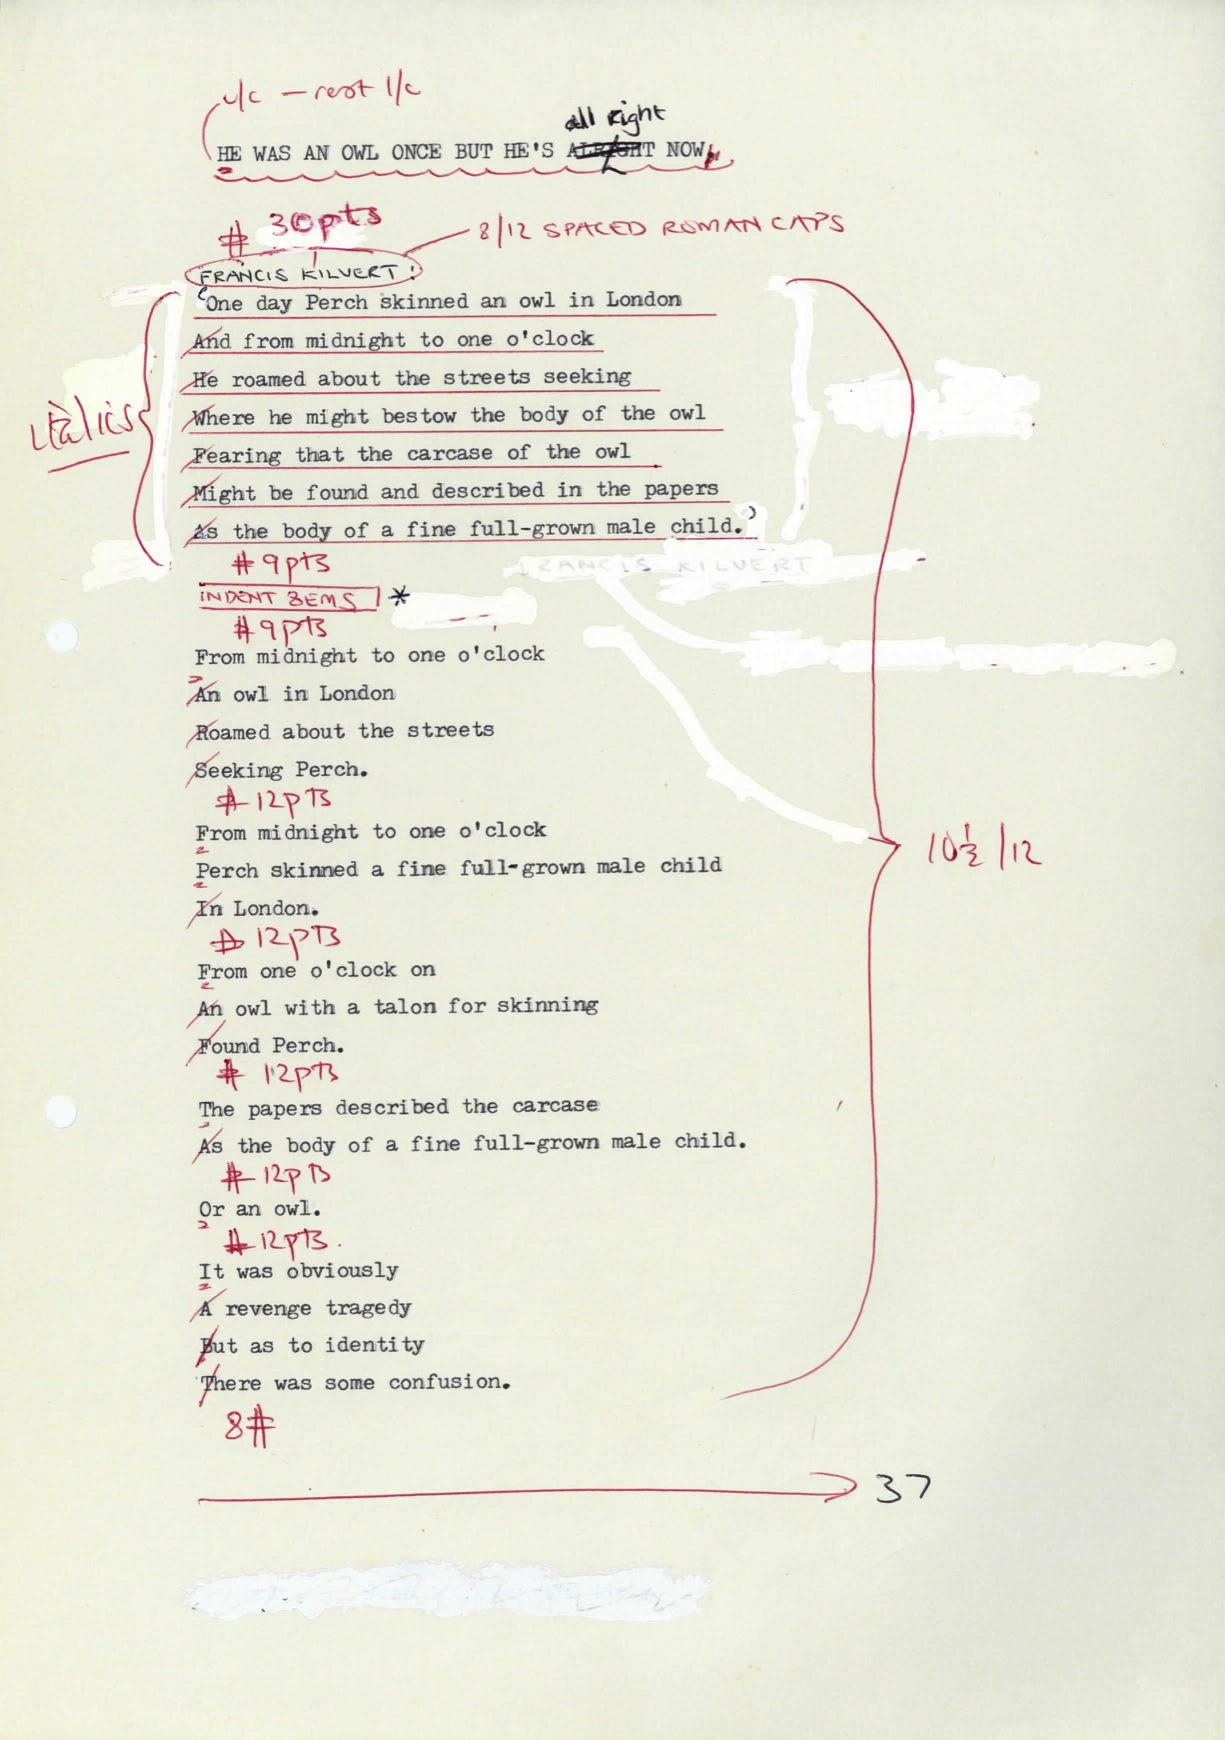 u/c — rest l/c
all right
HE WAS AN OWL ONCE BUT HE'S ALRIGHT NOW.
# 30pts
8/12 SPACED ROMAN CAPS
FRANCIS KILVERT:
'One day Perch skinned an owl in London
And from midnight to one o'clock
He roamed about the streets seeking
Where he might bestow the body of the owl
italics
Fearing that the carcase of the owl
Might be found and described in the papers
As the body of a fine full-grown male child.'
# 9pts
FRANCIS KILVERT
INDENT 3EMS *
# 9pts
From midnight to one o'clock
An owl in London
Roamed about the streets
Seeking Perch.
# 12pts
From midnight to one o'clock
10½/12
Perch skinned a fine full-grown male child
In London.
# 12pts
From one o'clock on
An owl with a talon for skinning
Found Perch.
# 12pts
The papers described the carcase
As the body of a fine full-grown male child.
# 12pts
Or an owl.
# 12pts.
It was obviously
A revenge tragedy
But as to identity
There was some confusion.
8#
37